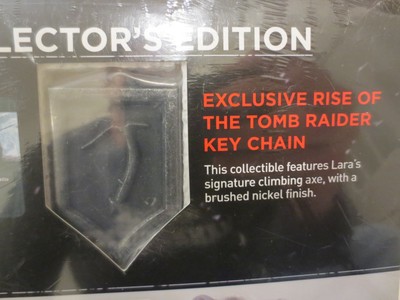 LECTOR'S EDITION
EXCLUSIVE RISE OF
THE TOMB RAIDER
KEY CHAIN
This collectible features Lara's
signature climbing axe, with a
brushed nickel finish.